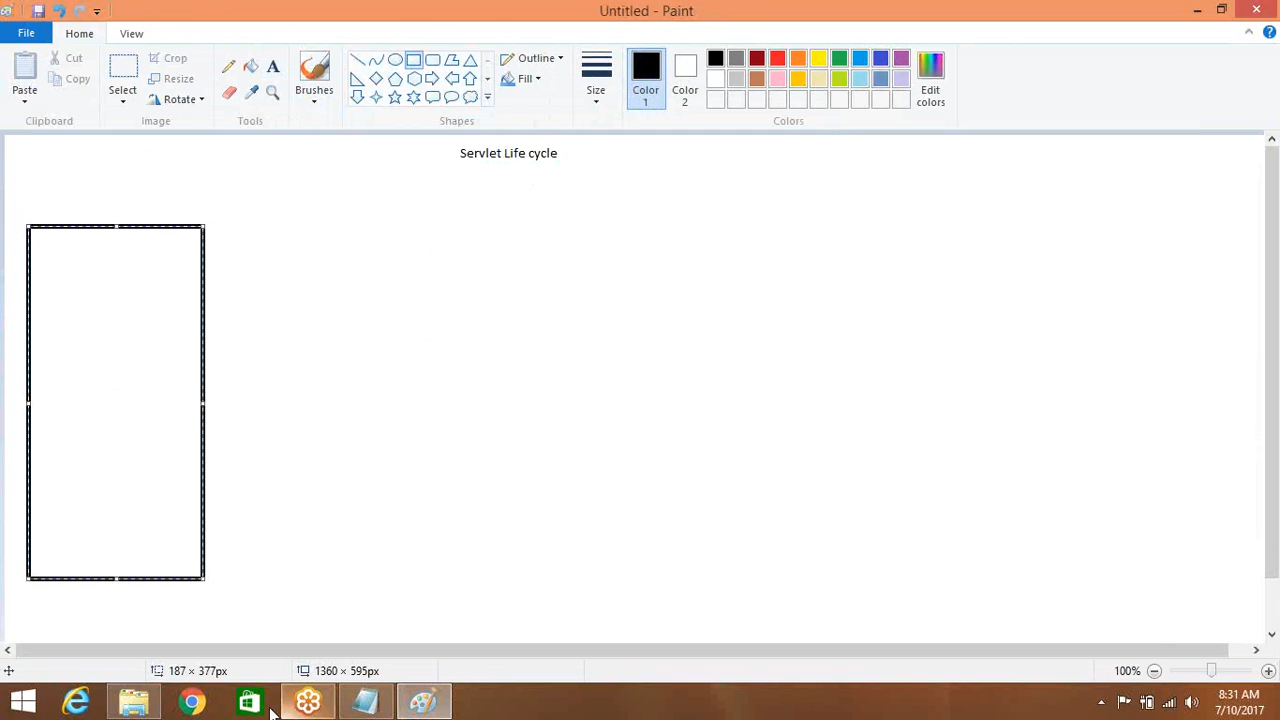 Untitled - Paint
File
Home
View
Paste
Cut
Copy
Clipboard
Select
Crop
Resize
Rotate
Image
A
Tools
Brushes
Shapes
Outline
Fill
Size
Color 1
Color 2
Edit colors
Colors
Servlet Life cycle
187 × 377px
1360 × 595px
100%
8:31 AM
7/10/2017